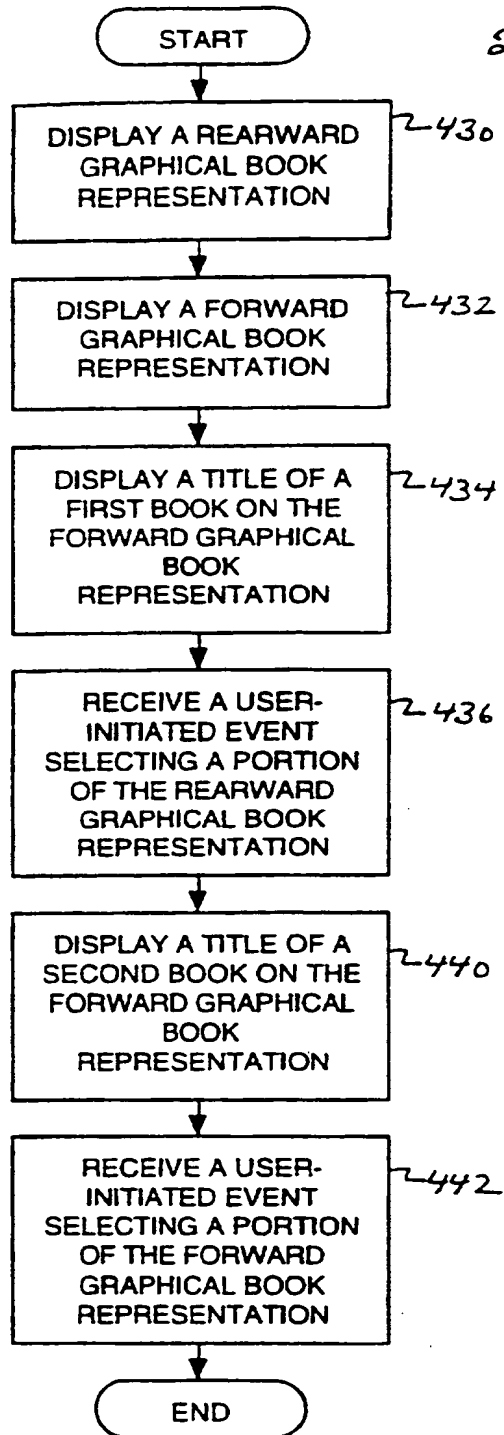 START
DISPLAY A REARWARD
GRAPHICAL BOOK
REPRESENTATION
430
DISPLAY A FORWARD
GRAPHICAL BOOK
REPRESENTATION
432
DISPLAY A TITLE OF A
FIRST BOOK ON THE
FORWARD GRAPHICAL
BOOK
REPRESENTATION
434
RECEIVE A USER-
INITIATED EVENT
SELECTING A PORTION
OF THE REARWARD
GRAPHICAL BOOK
REPRESENTATION
436
DISPLAY A TITLE OF A
SECOND BOOK ON THE
FORWARD GRAPHICAL
BOOK
REPRESENTATION
440
RECEIVE A USER-
INITIATED EVENT
SELECTING A PORTION
OF THE FORWARD
GRAPHICAL BOOK
REPRESENTATION
442
END